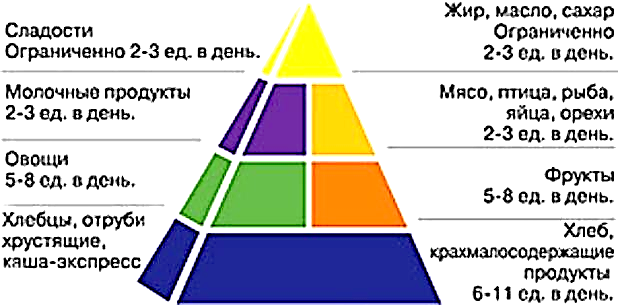 Сладости
Ограниченно 2-3 ед. в день.
Жир, масло, сахар
Ограниченно
2-3 ед. в день.
Молочные продукты
2-3 ед. в день.
Мясо, птица, рыба,
яйца, орехи
2-3 ед. в день.
Овощи
5-8 ед. в день.
Фрукты
5-8 ед. в день.
Хлебцы, отруби
хрустящие,
каша-экспресс
Хлеб,
крахмалосодержащие
продукты
6-11 ед. в день.